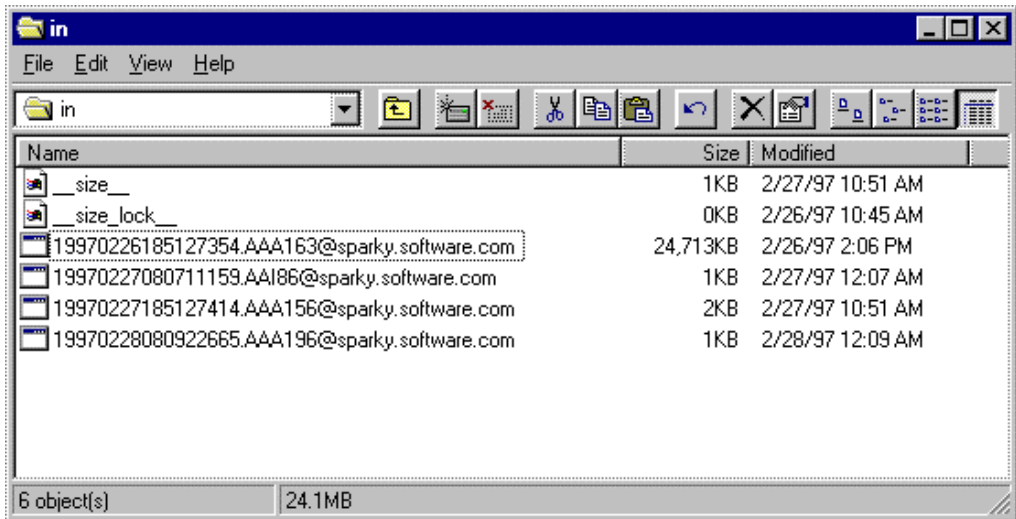 in
File Edit View Help
in
Name Size Modified
__size__ 1KB 2/27/97 10:51 AM
__size_lock__ 0KB 2/26/97 10:45 AM
19970226185127354.AAA163@sparky.software.com 24,713KB 2/26/97 2:06 PM
19970227080711159.AAI86@sparky.software.com 1KB 2/27/97 12:07 AM
19970227185127414.AAA156@sparky.software.com 2KB 2/27/97 10:51 AM
19970228080922665.AAA196@sparky.software.com 1KB 2/28/97 12:09 AM
6 object(s) 24.1MB